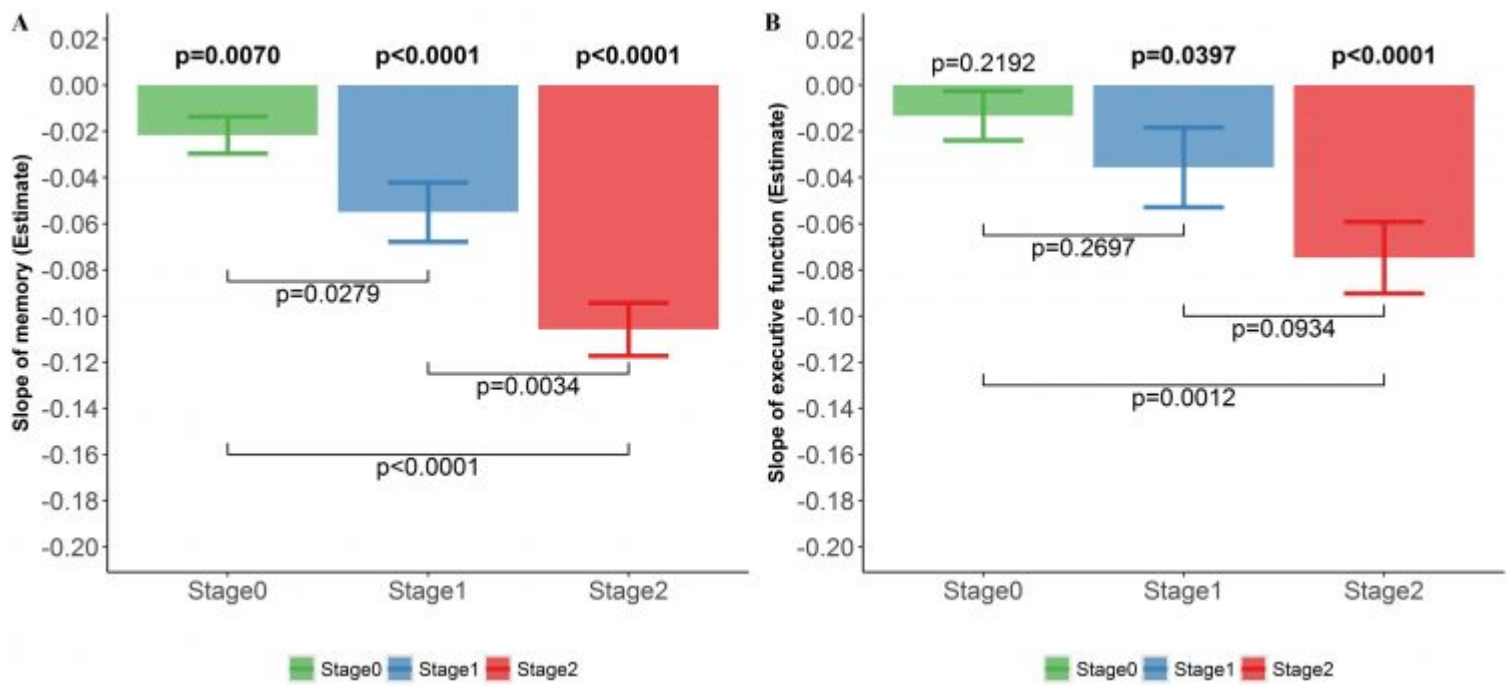 A
Slope of memory (Estimate)
0.02
0.00
-0.02
-0.04
-0.06
-0.08
-0.10
-0.12
-0.14
-0.16
-0.18
-0.20
p=0.0070 p<0.0001 p<0.0001
p=0.0279
p=0.0034
p<0.0001
Stage0 Stage1 Stage2
Stage0 Stage1 Stage2
B
Slope of executive function (Estimate)
0.02
0.00
-0.02
-0.04
-0.06
-0.08
-0.10
-0.12
-0.14
-0.16
-0.18
-0.20
p=0.2192 p=0.0397 p<0.0001
p=0.2697
p=0.0934
p=0.0012
Stage0 Stage1 Stage2
Stage0 Stage1 Stage2